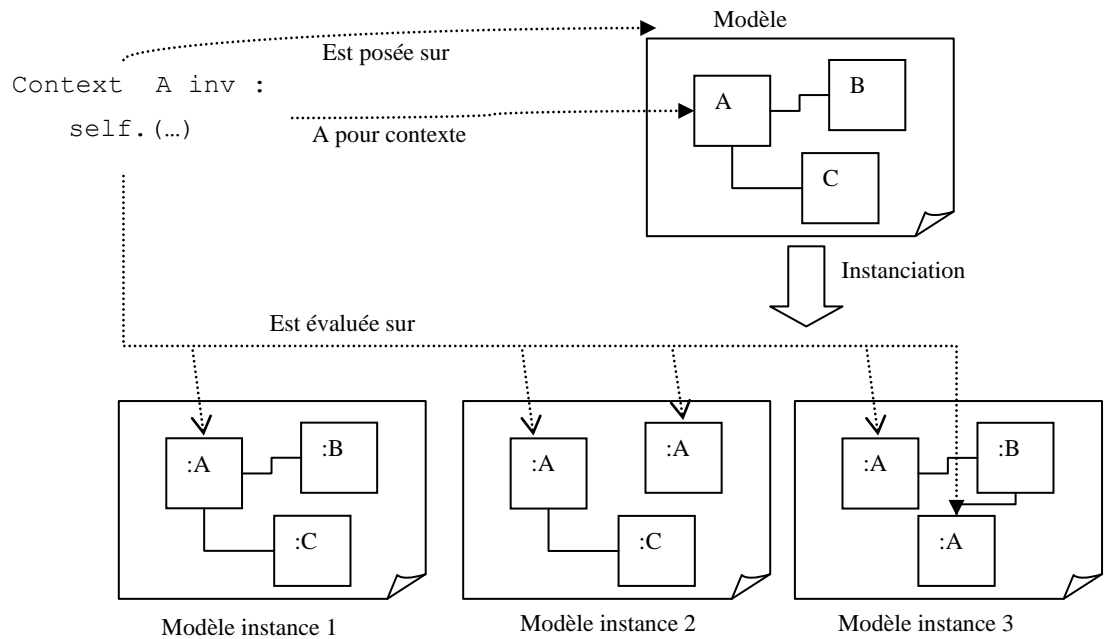 Modèle
Est posée sur
Context A inv :
self.(…)
A pour contexte
A
B
C
Instanciation
Est évaluée sur
:A
:B
:C
:A
:A
:C
:A
:B
:A
Modèle instance 1
Modèle instance 2
Modèle instance 3